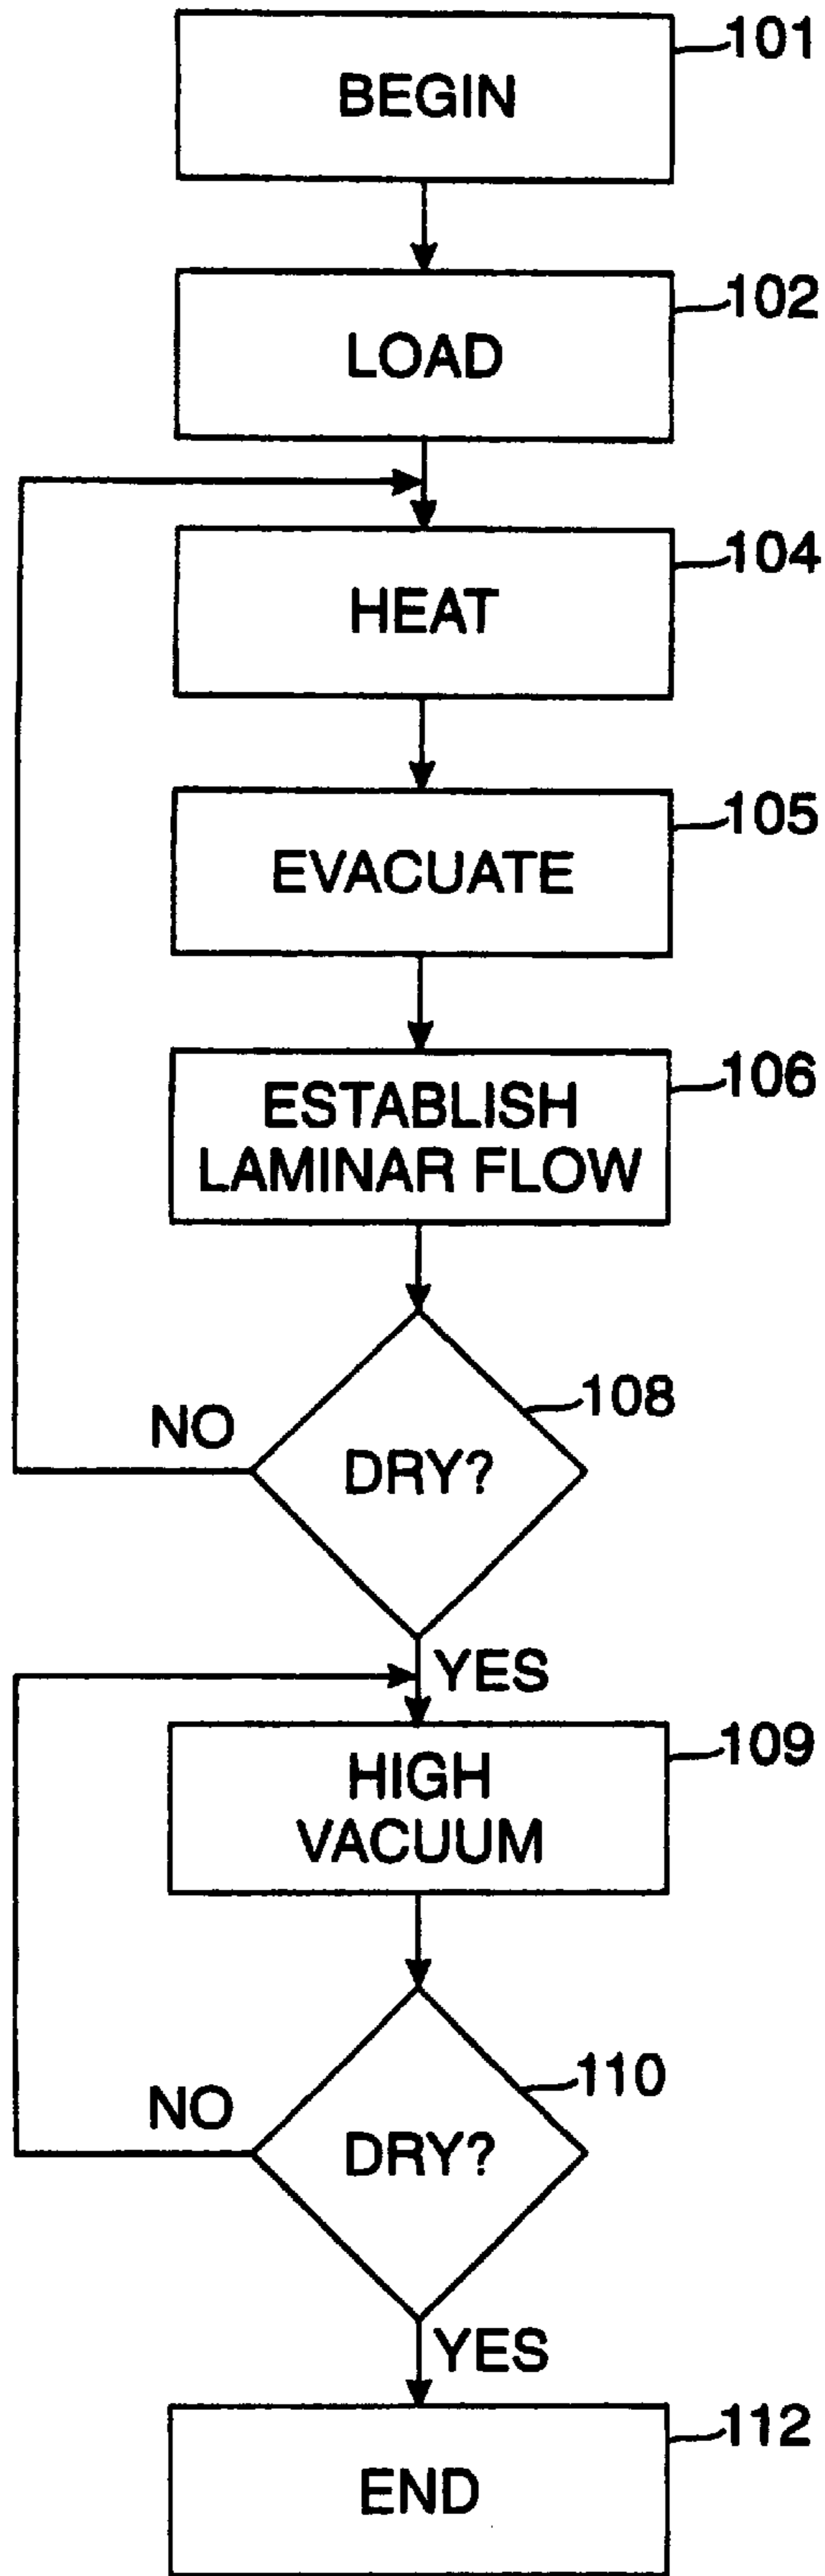 BEGIN
101
LOAD
102
HEAT
104
EVACUATE
105
ESTABLISH
LAMINAR FLOW
106
DRY?
108
NO
YES
HIGH
VACUUM
109
DRY?
110
NO
YES
END
112